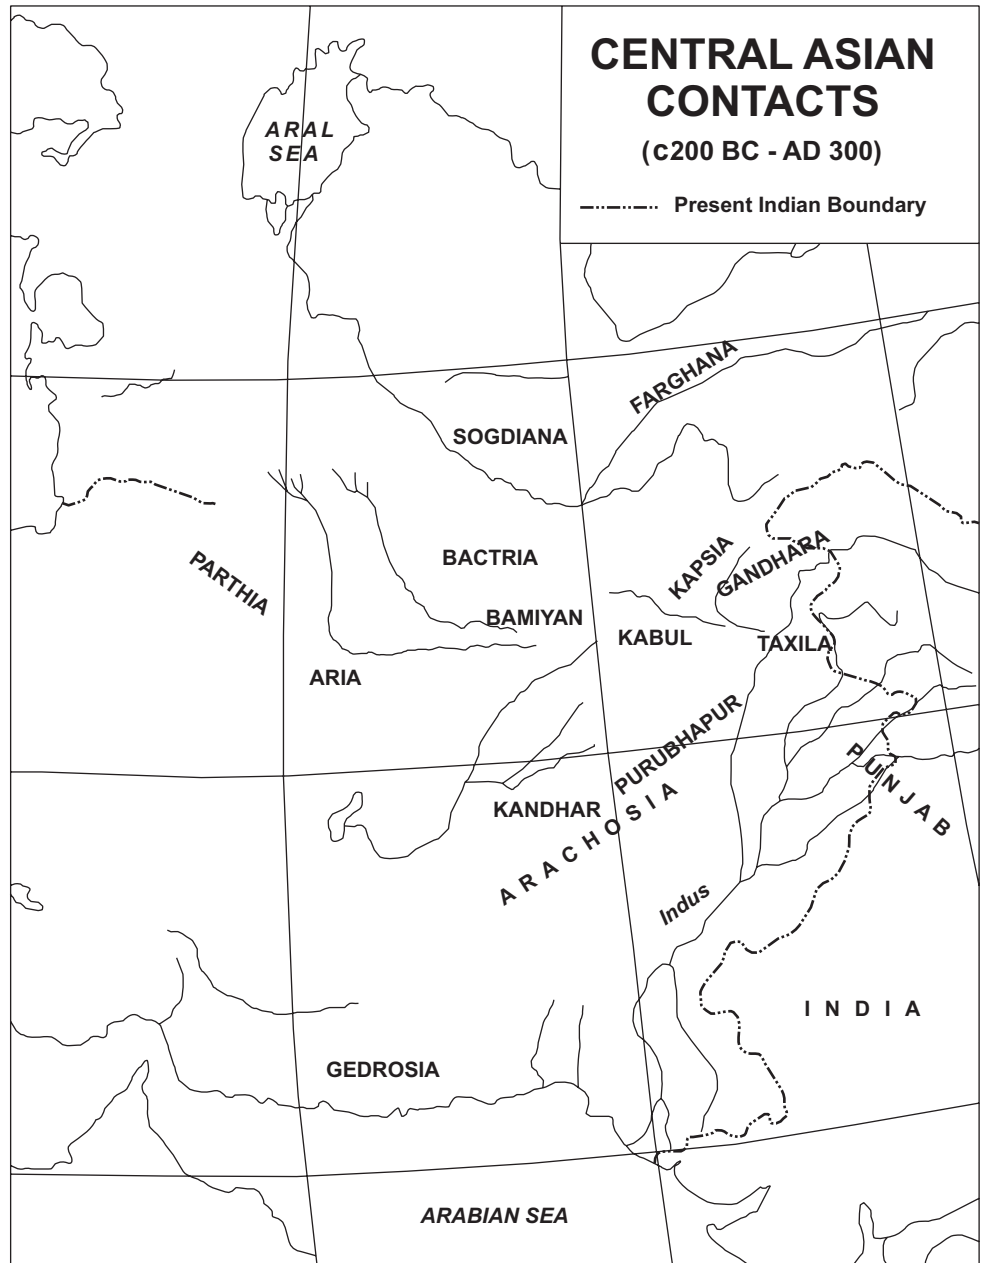 CENTRAL ASIAN
CONTACTS
(c200 BC - AD 300)
Present Indian Boundary
ARAL
SEA
FARGHANA
SOGDIANA
PARTHIA
BACTRIA
KAPSIA
GANDHARA
BAMIYAN
KABUL
TAXILA
ARIA
PURUBHAPUR
PUNJAB
KANDHAR
ARACHOSIA
Indus
INDIA
GEDROSIA
ARABIAN SEA